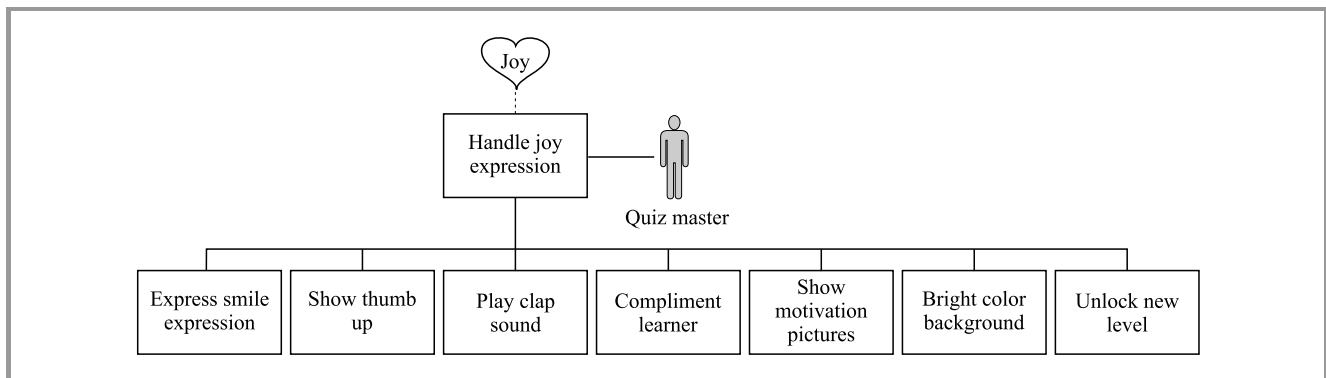 Joy
Handle joy
expression
Quiz master
Express smile
expression
Show thumb
up
Play clap
sound
Compliment
learner
Show
motivation
pictures
Bright color
background
Unlock new
level